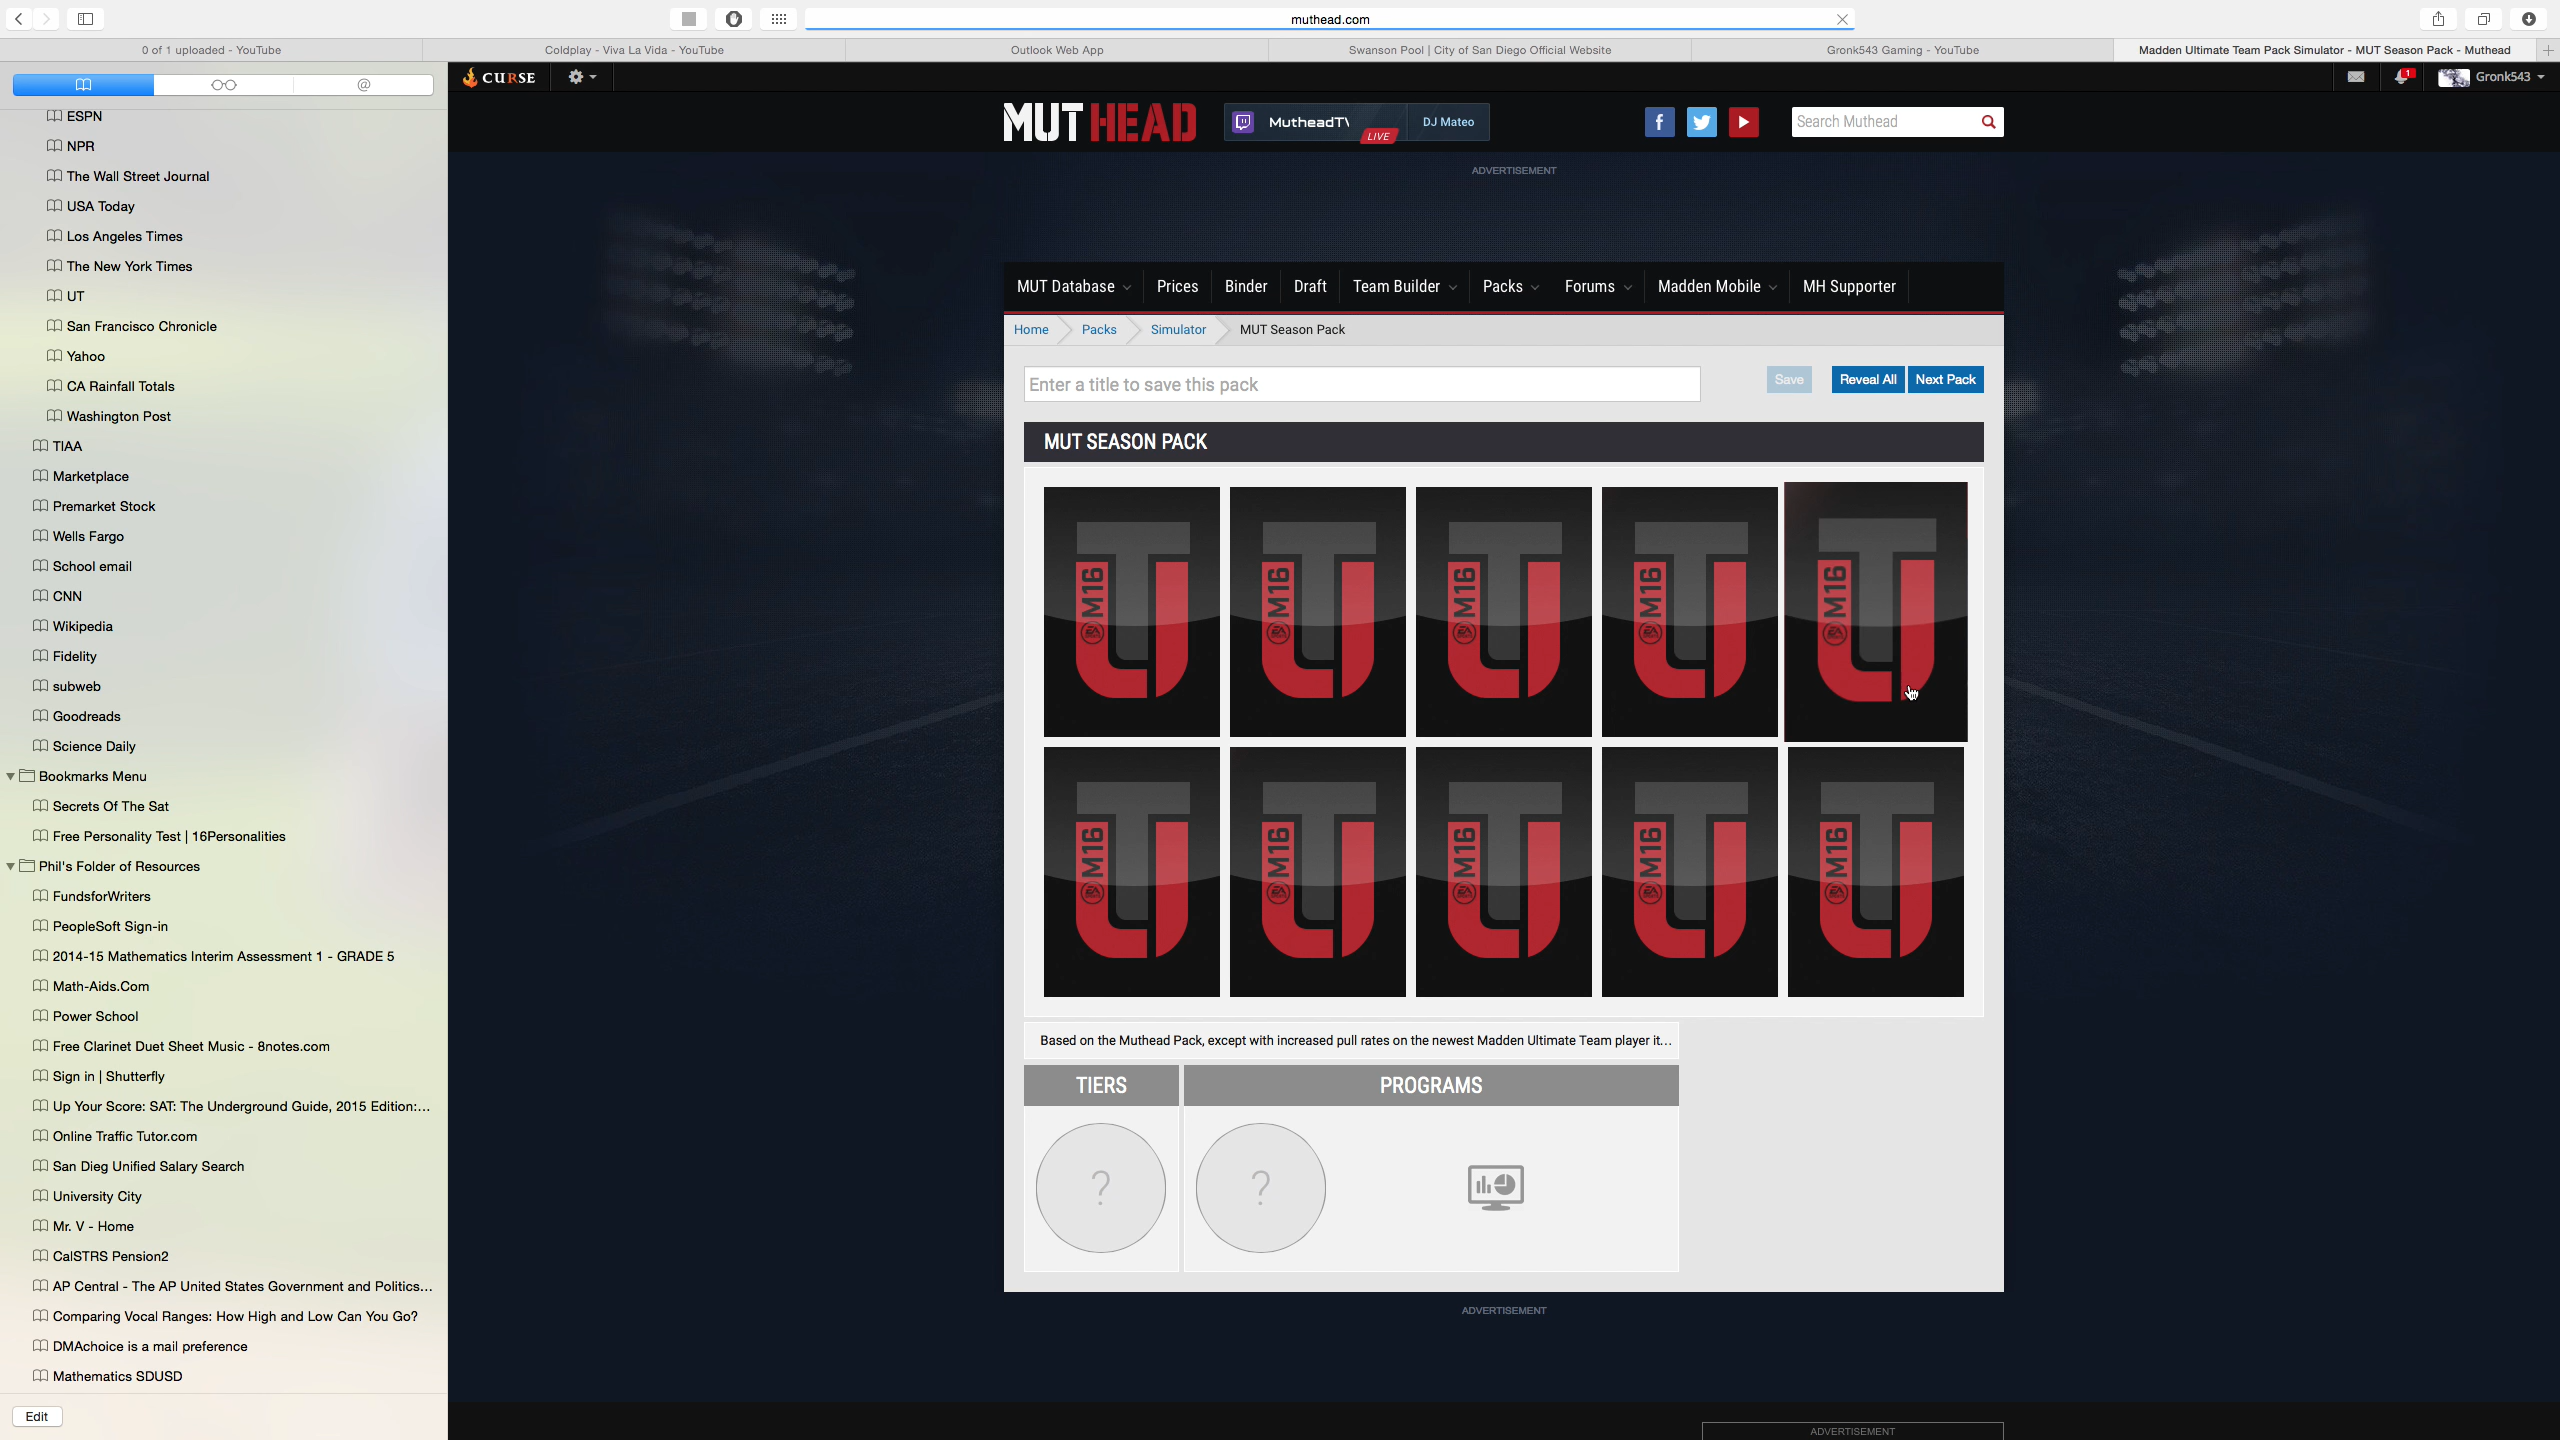 muthead.com
0 of 1 uploaded - YouTube
Coldplay - Viva La Vida - YouTube
Outlook Web App
Swanson Pool | City of San Diego Official Website
Gronk543 Gaming - YouTube
Madden Ultimate Team Pack Simulator - MUT Season Pack - Muthead
ESPN
NPR
The Wall Street Journal
USA Today
Los Angeles Times
The New York Times
UT
San Francisco Chronicle
Yahoo
CA Rainfall Totals
Washington Post
TIAA
Marketplace
Premarket Stock
Wells Fargo
School email
CNN
Wikipedia
Fidelity
subweb
Goodreads
Science Daily
Bookmarks Menu
Secrets Of The Sat
Free Personality Test | 16Personalities
Phil's Folder of Resources
FundsforWriters
PeopleSoft Sign-in
2014-15 Mathematics Interim Assessment 1 - GRADE 5
Math-Aids.Com
Power School
Free Clarinet Duet Sheet Music - 8notes.com
Sign in | Shutterfly
Up Your Score: SAT: The Underground Guide, 2015 Edition:...
Online Traffic Tutor.com
San Dieg Unified Salary Search
University City
Mr. V - Home
CalSTRS Pension2
AP Central - The AP United States Government and Politics...
Comparing Vocal Ranges: How High and Low Can You Go?
DMAchoice is a mail preference
Mathematics SDUSD
Edit
CURSE
1
Gronk543
MUTHEAD
MutheadTV
LIVE
DJ Mateo
Search Muthead
ADVERTISEMENT
MUT Database
Prices
Binder
Draft
Team Builder
Packs
Forums
Madden Mobile
MH Supporter
Home
Packs
Simulator
MUT Season Pack
Enter a title to save this pack
Save
Reveal All
Next Pack
MUT SEASON PACK
M16
M16
M16
M16
M16
M16
M16
M16
M16
M16
Based on the Muthead Pack, except with increased pull rates on the newest Madden Ultimate Team player it...
TIERS
PROGRAMS
?
?
ADVERTISEMENT
ADVERTISEMENT